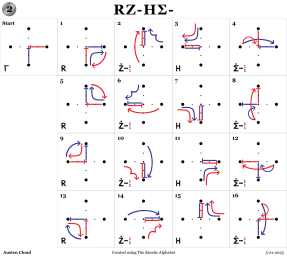 2 RZ-HΣ-
Start 1 2 3 4
Γ R Z- H Σ-
5 6 7 8
R Z- H Σ-
9 10 11 12
R Z- H Σ-
13 14 15 16
R Z- H Σ-
Austen Cloud Created using The Kinetic Alphabet 5-21-2025